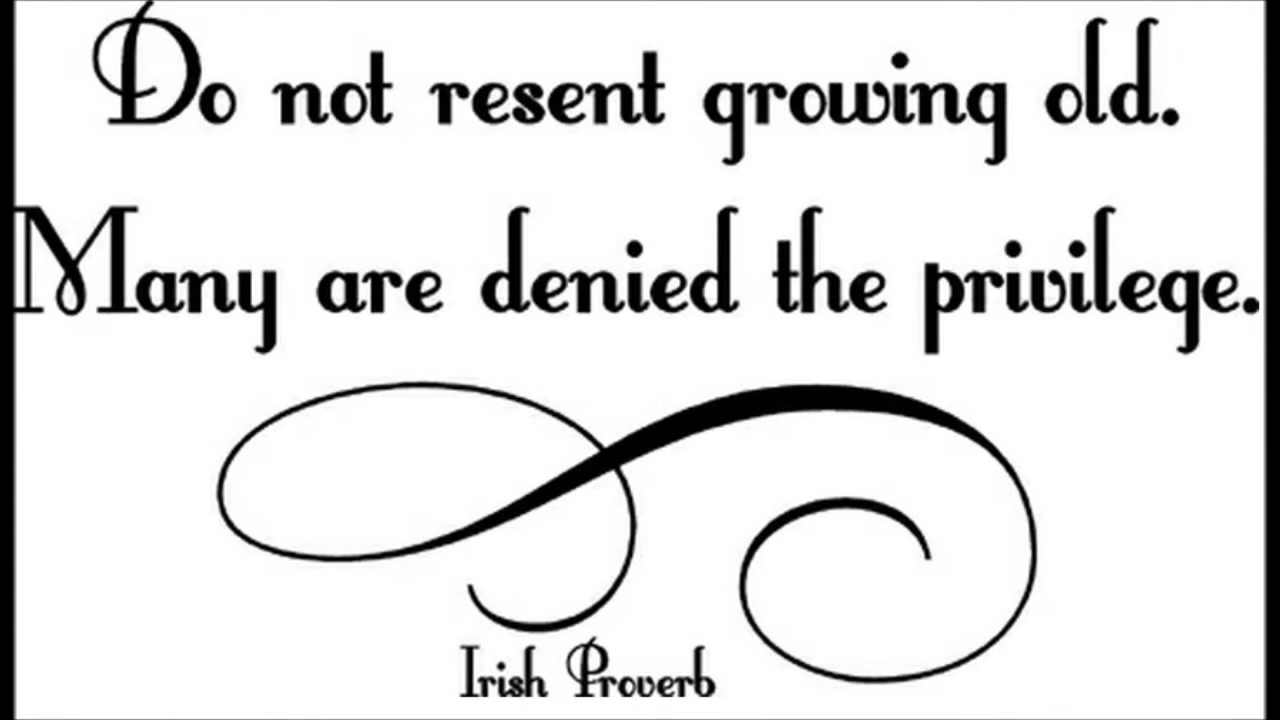 Do not resent growing old.
Many are denied the privilege.
Irish Proverb